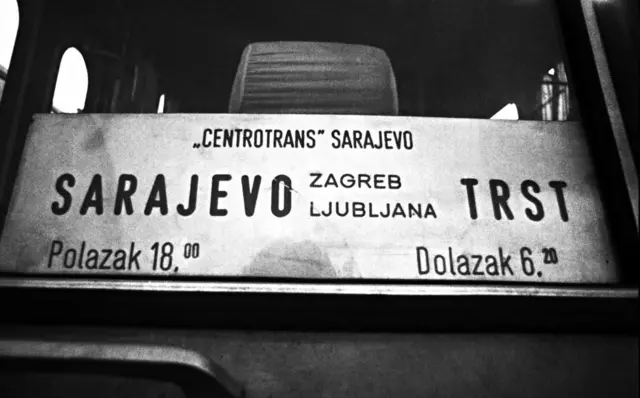 „CENTROTRANS” SARAJEVO
SARAJEVO ZAGREB LJUBLJANA TRST
Polazak 18.⁰⁰ Dolazak 6.²⁰